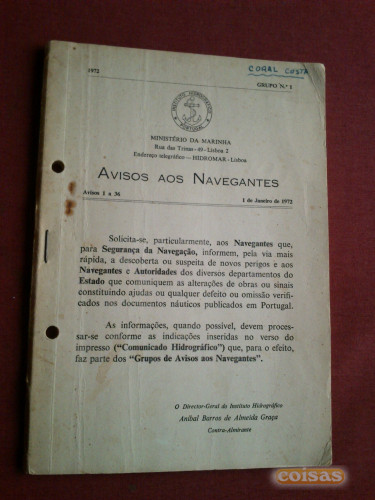 1972
CORAL COSTA
GRUPO N.º 1
INSTITUTO HIDROGRÁFICO
PORTUGAL
MINISTÉRIO DA MARINHA
Rua das Trinas - 49 - Lisboa 2
Endereço telegráfico — HIDROMAR - Lisboa
AVISOS AOS NAVEGANTES
Avisos 1 a 36
1 de Janeiro de 1972
Solicita-se, particularmente, aos Navegantes que,
para Segurança da Navegação, informem, pela via mais
rápida, a descoberta ou suspeita de novos perigos e aos
Navegantes e Autoridades dos diversos departamentos do
Estado que comuniquem as alterações de obras ou sinais
constituindo ajudas ou qualquer defeito ou omissão verifi-
cados nos documentos náuticos publicados em Portugal.
As informações, quando possível, devem proces-
sar-se conforme as indicações inseridas no verso do
impresso ("Comunicado Hidrográfico") que, para o efeito,
faz parte dos "Grupos de Avisos aos Navegantes".
O Director-Geral do Instituto Hidrográfico
Aníbal Barros de Almeida Graça
Contra-Almirante
coisas